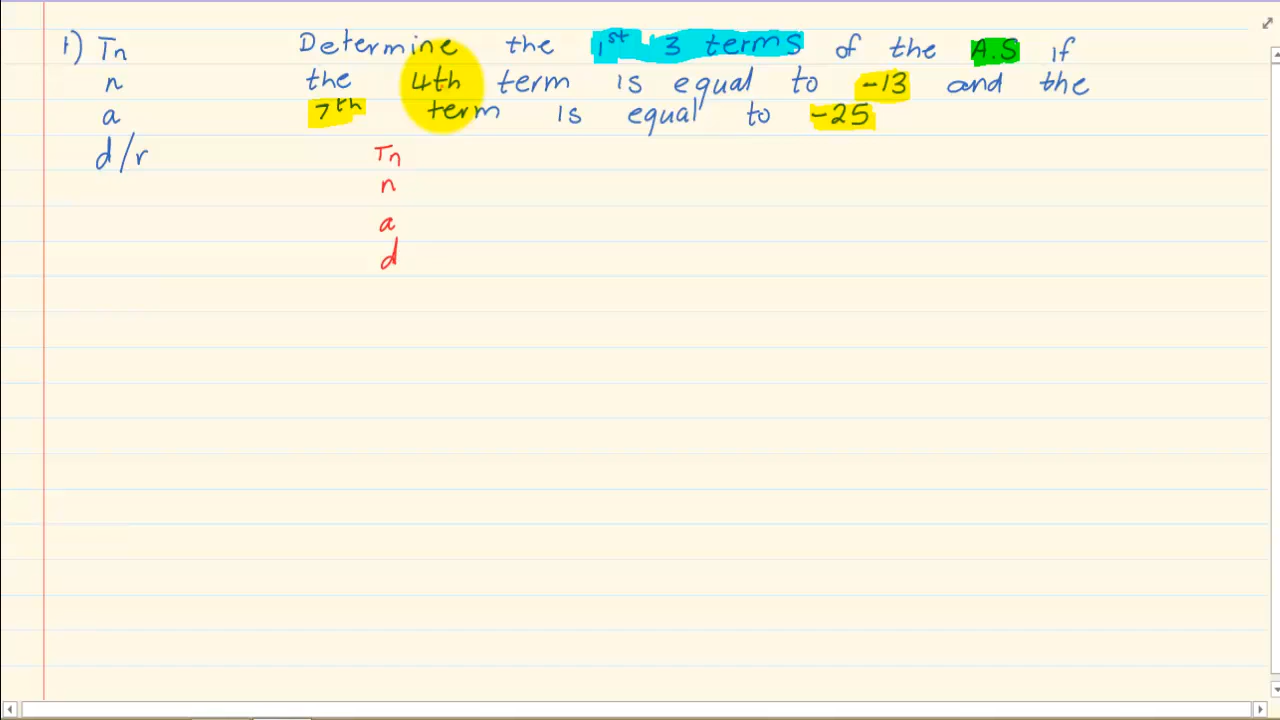 1) Tn Determine the 1st 3 terms of the A.S if
n the 4th term is equal to -13 and the
a 7th term is equal to -25
d/r Tn
n
a
d